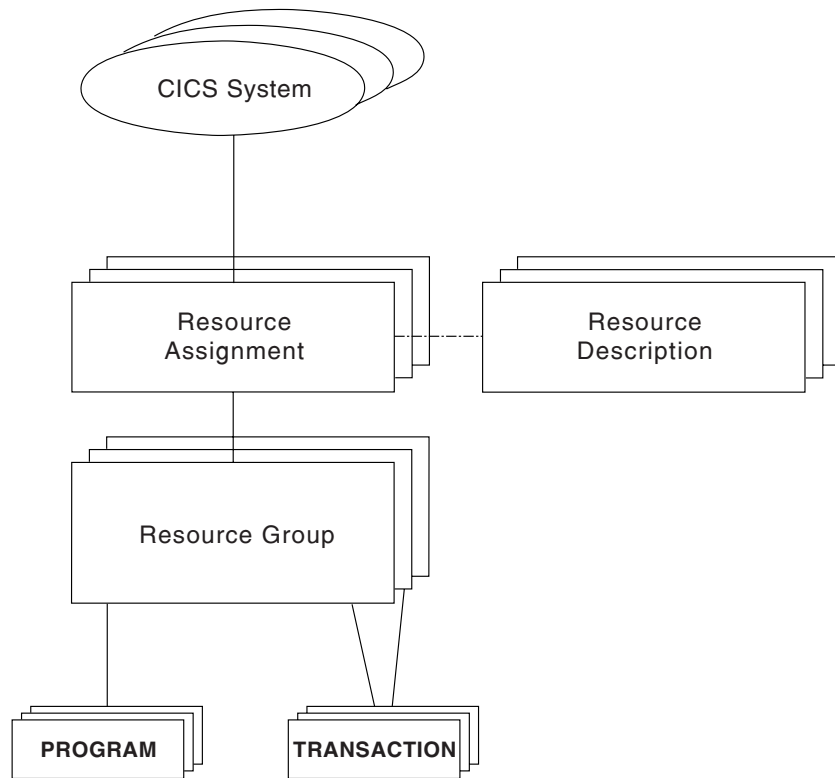 CICS System
Resource
Assignment
Resource
Description
Resource Group
PROGRAM
TRANSACTION